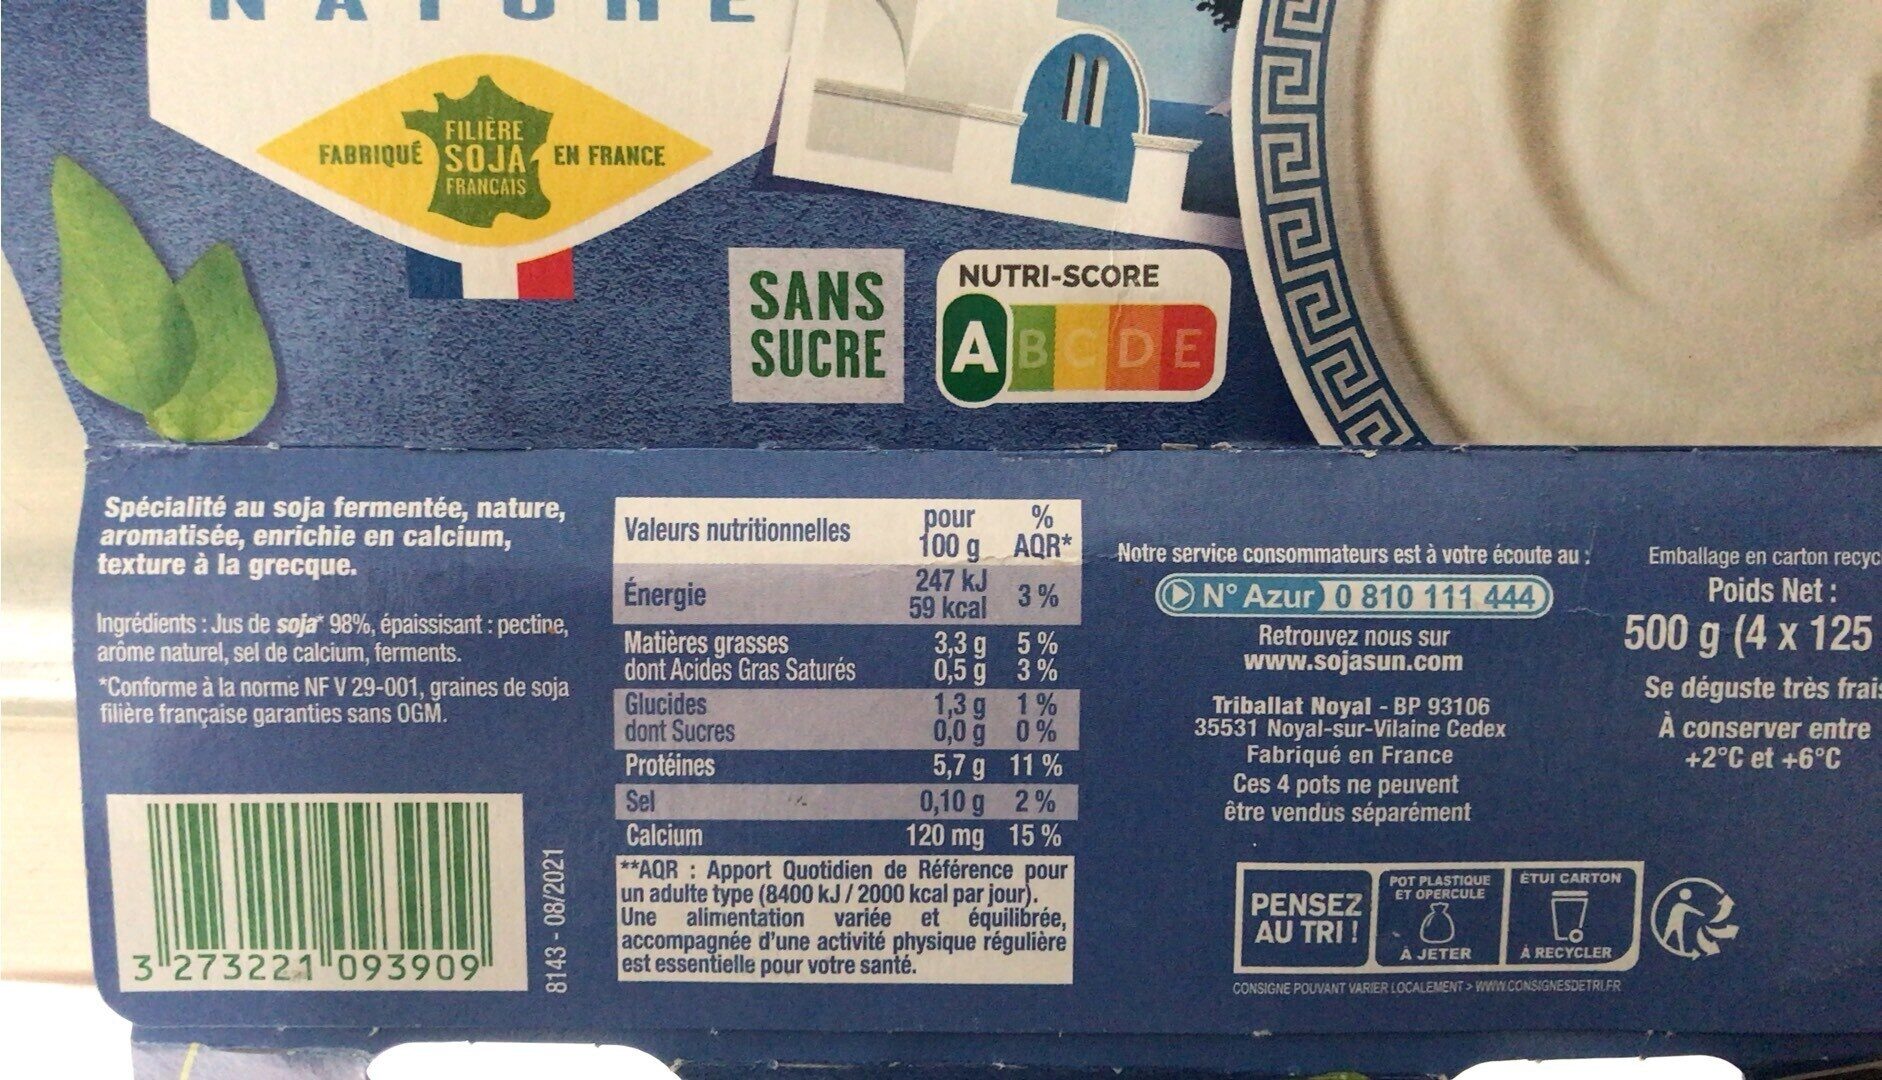 NATURE
FABRIQUÉ
FILIÈRE
SOJA
FRANÇAIS
EN FRANCE
SANS
SUCRE
NUTRI-SCORE
A B C D E
Spécialité au soja fermentée, nature,
aromatisée, enrichie en calcium,
texture à la grecque.
Ingrédients : Jus de soja* 98%, épaississant : pectine,
arôme naturel, sel de calcium, ferments.
*Conforme à la norme NF V 29-001, graines de soja
filière française garanties sans OGM.
3 273221 093909
8143 - 08/2021
Valeurs nutritionnelles pour 100 g % AQR*
Énergie 247 kJ 59 kcal 3 %
Matières grasses 3,3 g 5 %
dont Acides Gras Saturés 0,5 g 3 %
Glucides 1,3 g 1 %
dont Sucres 0,0 g 0 %
Protéines 5,7 g 11 %
Sel 0,10 g 2 %
Calcium 120 mg 15 %
**AQR : Apport Quotidien de Référence pour
un adulte type (8400 kJ / 2000 kcal par jour).
Une alimentation variée et équilibrée,
accompagnée d'une activité physique régulière
est essentielle pour votre santé.
Notre service consommateurs est à votre écoute au :
N° Azur 0 810 111 444
Retrouvez nous sur
www.sojasun.com
Triballat Noyal - BP 93106
35531 Noyal-sur-Vilaine Cedex
Fabriqué en France
Ces 4 pots ne peuvent
être vendus séparément
PENSEZ
AU TRI !
POT PLASTIQUE
ET OPERCULE
À JETER
ÉTUI CARTON
À RECYCLER
CONSIGNE POUVANT VARIER LOCALEMENT > WWW.CONSIGNESDETRI.FR
Emballage en carton recyc
Poids Net :
500 g (4 x 125
Se déguste très frais
À conserver entre
+2°C et +6°C